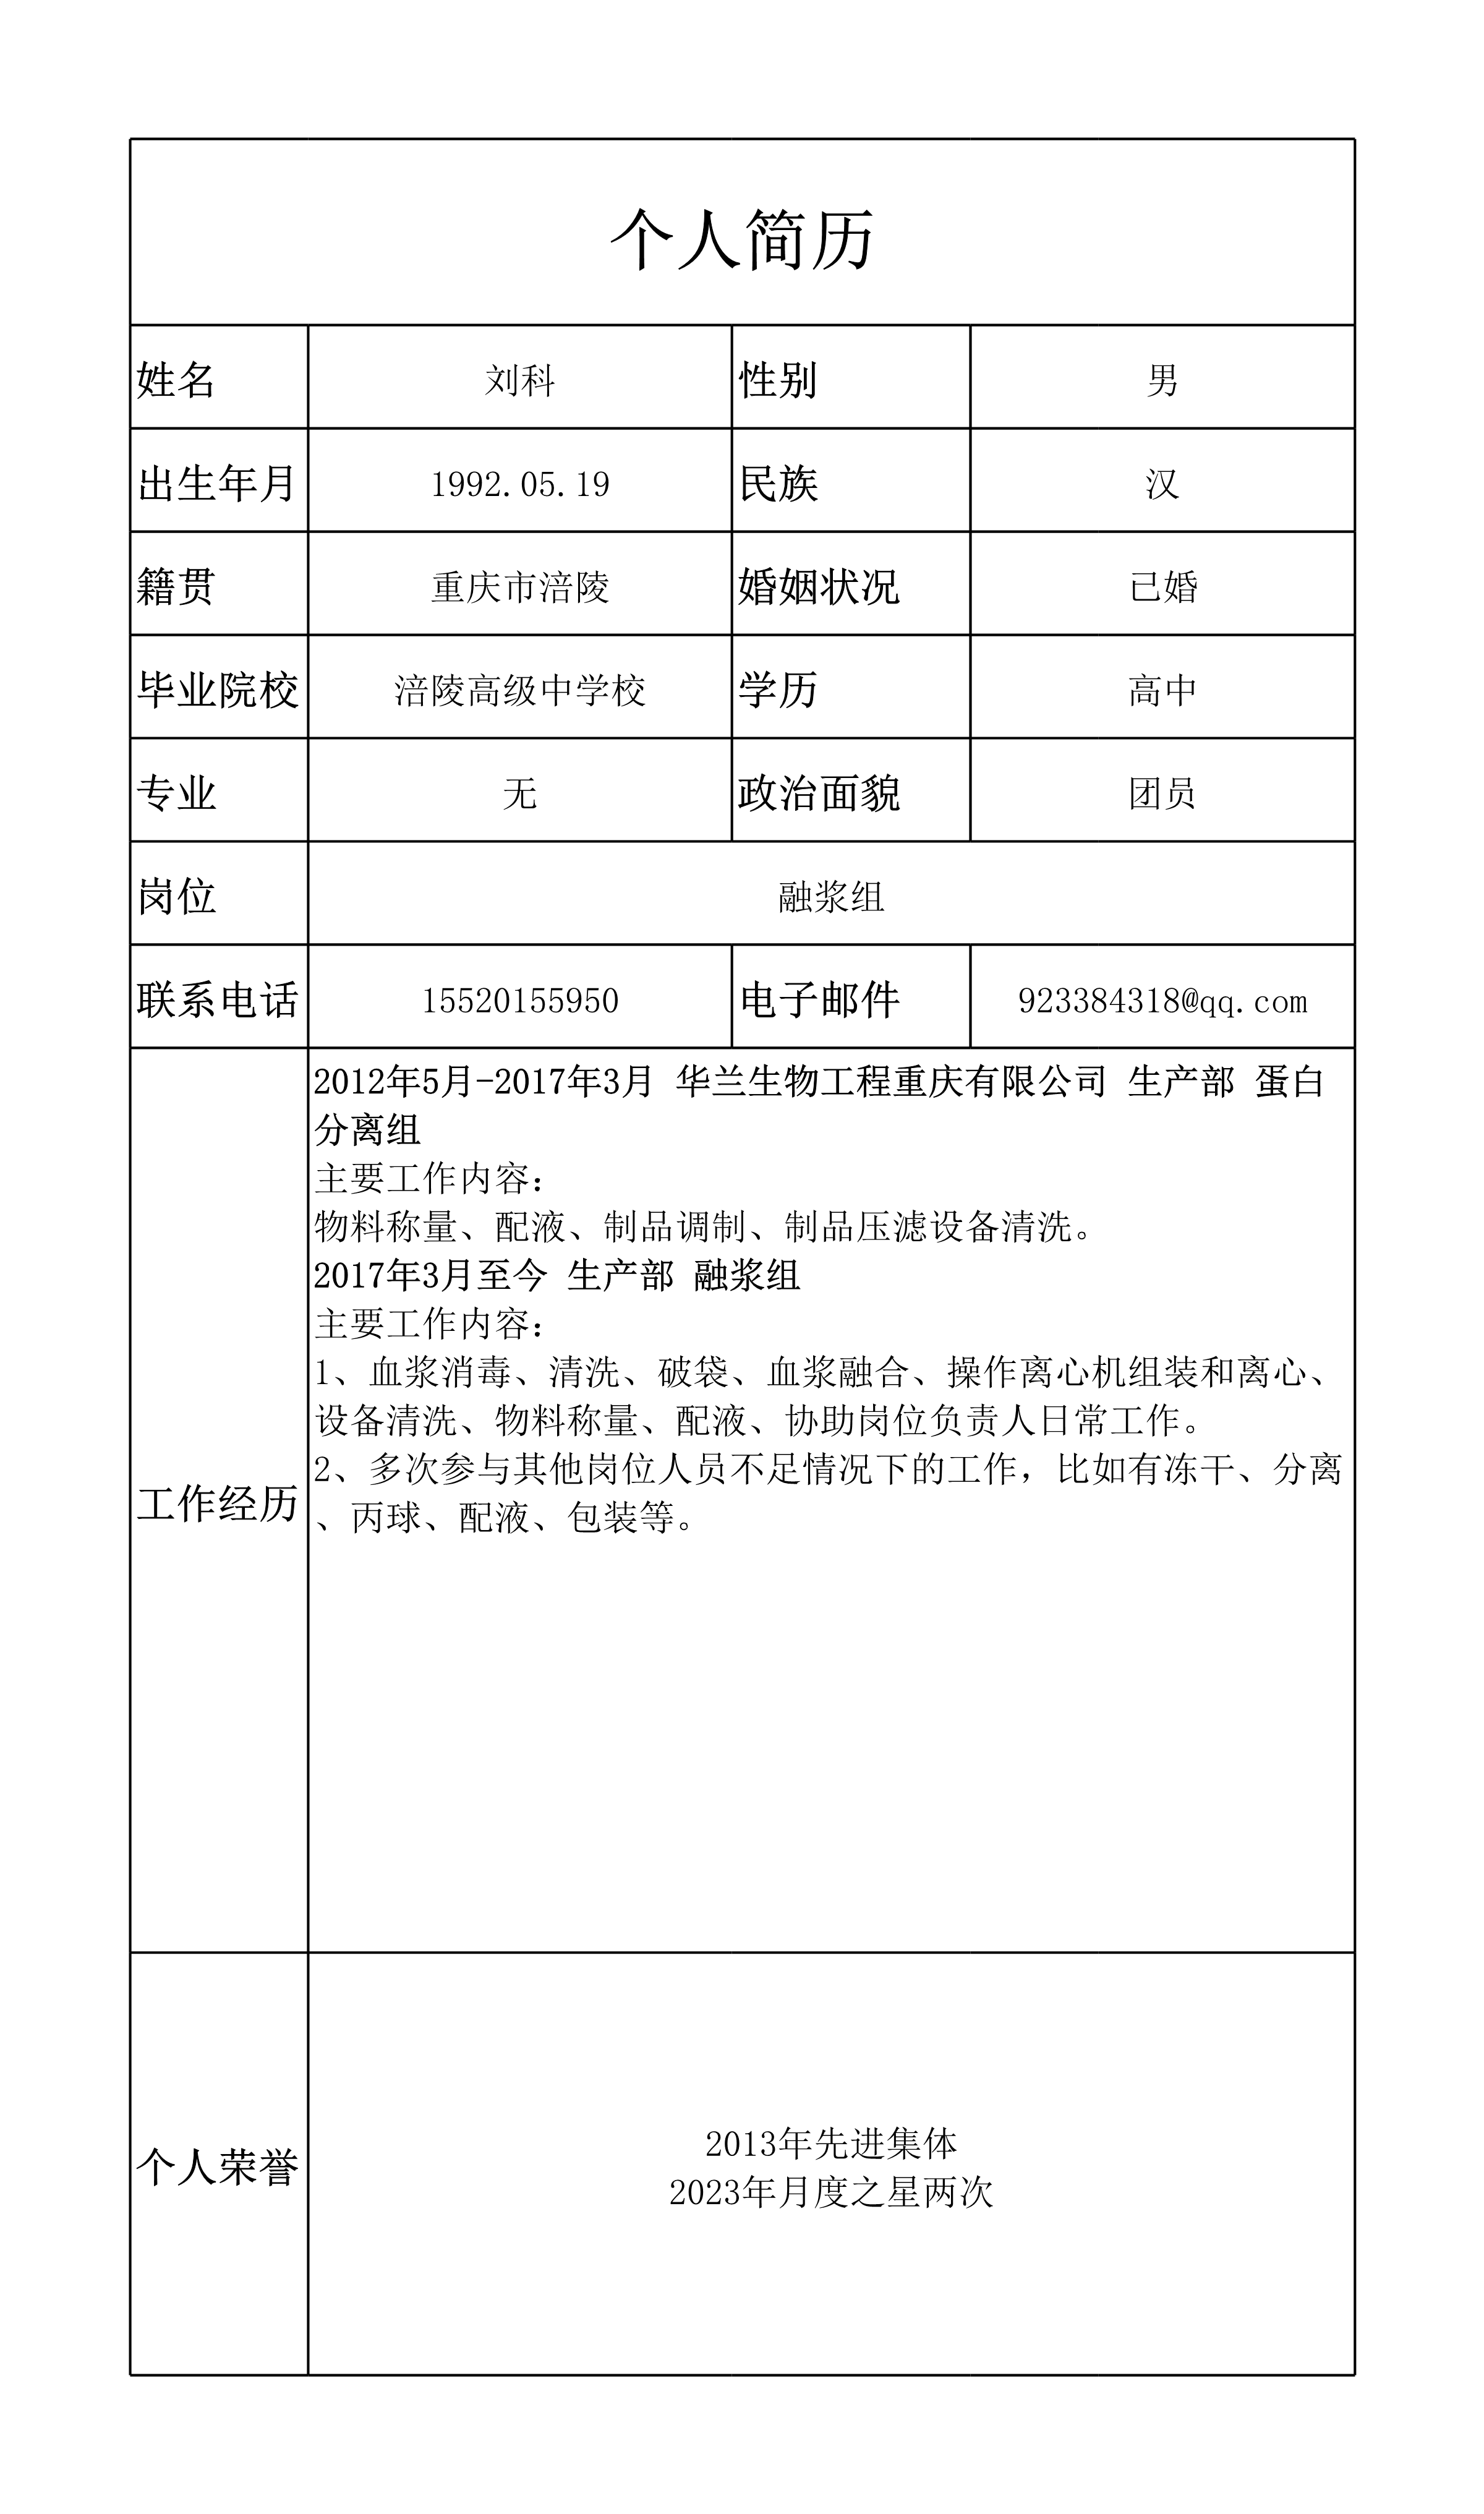 个人简历
姓名 刘科 性别 男
出生年月 1992.05.19 民族 汉
籍贯 重庆市涪陵 婚姻状况 已婚
毕业院校 涪陵高级中学校 学历 高中
专业 无 政治面貌 团员
岗位 融浆组
联系电话 15520155950 电子邮件 923384318@qq.com
2012年5月-2017年3月 华兰生物工程重庆有限公司 生产部 蛋白
分离组
主要工作内容：
物料称量、配液、制品调制、制品压滤设备清洗。
2017年3月至今 生产部 融浆组
主要工作内容：
1、血浆消毒、清洗、破袋、血浆融合、操作离心机组装和离心、
设备清洗、物料称量、配液、协助岗位负责人日常工作。
2、多次参与其他岗位人员不足情况下的工作，比如有冻干、分离
工作经历
、丙球、配液、包装等。
2013年先进集体
个人荣誉
2023年月度之星两次